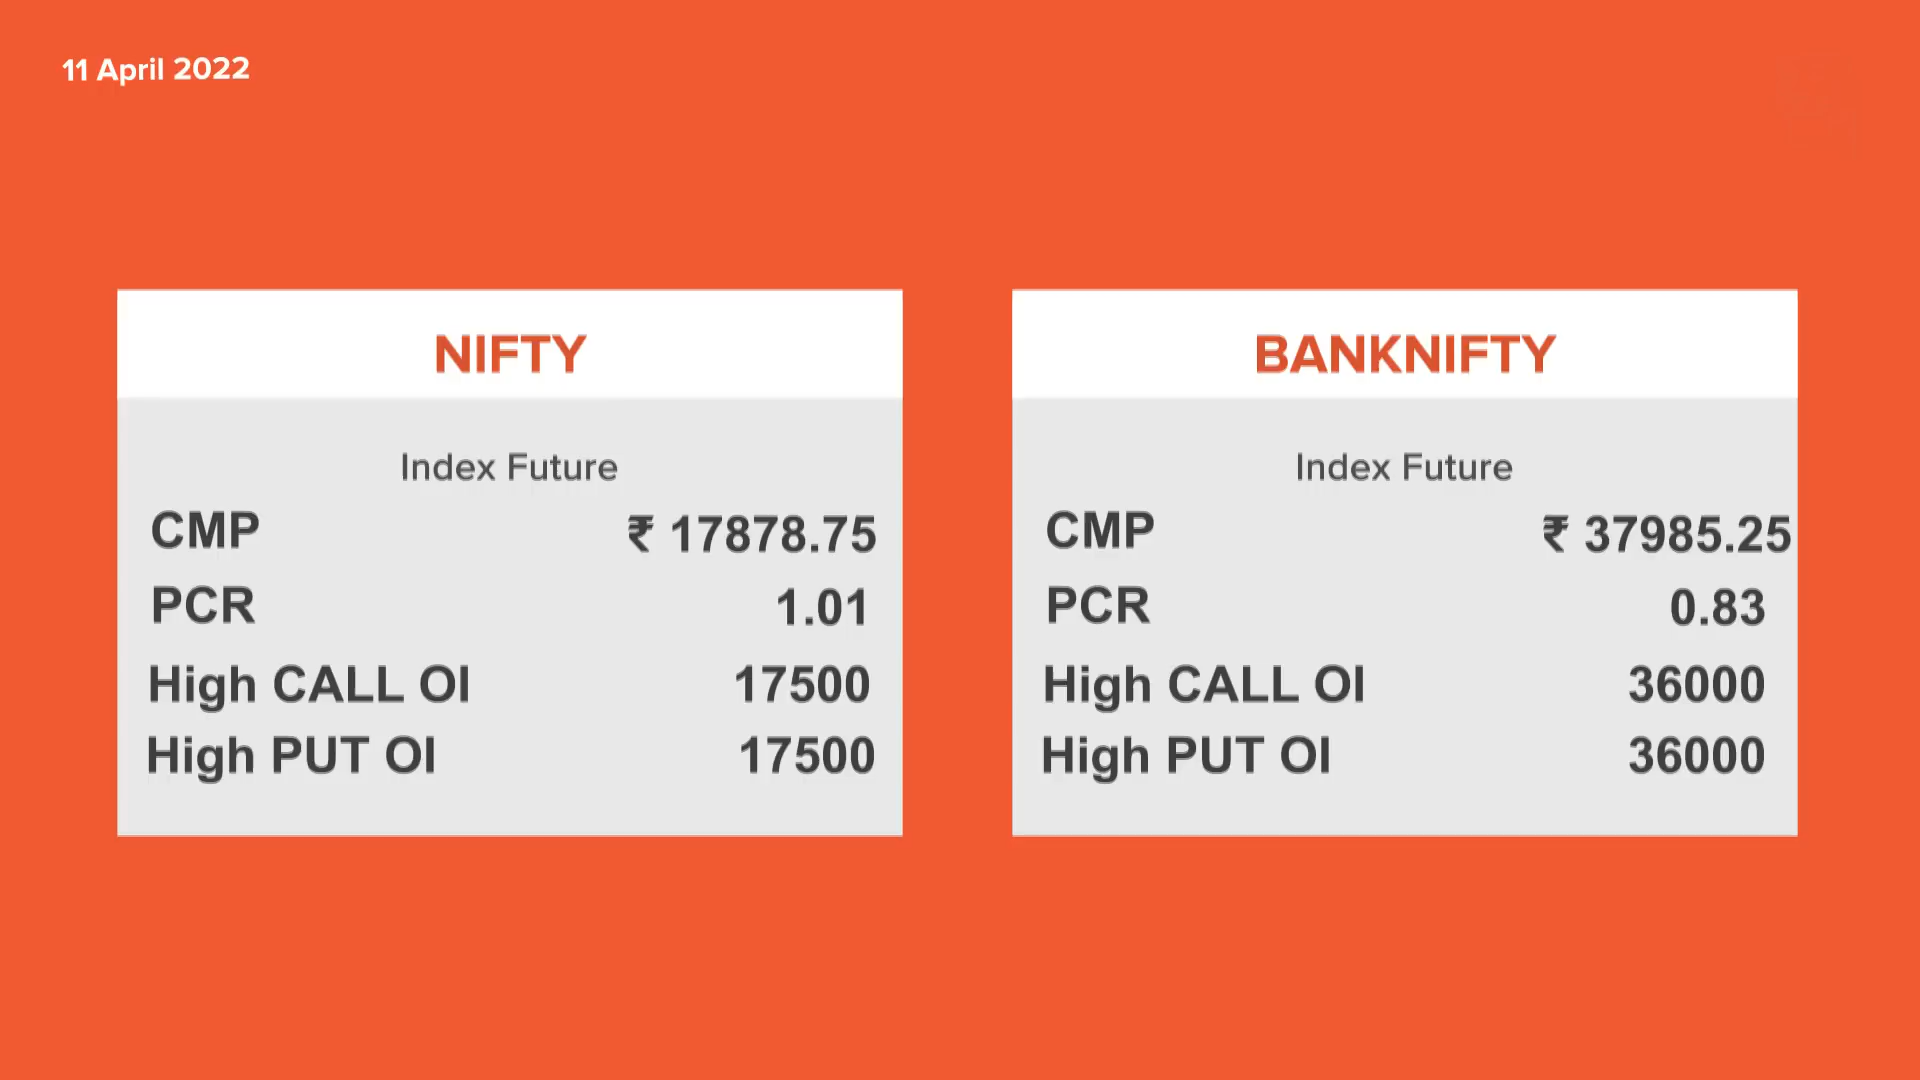 11 April 2022
NIFTY
Index Future
CMP ₹ 17878.75
PCR 1.01
High CALL OI 17500
High PUT OI 17500
BANKNIFTY
Index Future
CMP ₹ 37985.25
PCR 0.83
High CALL OI 36000
High PUT OI 36000